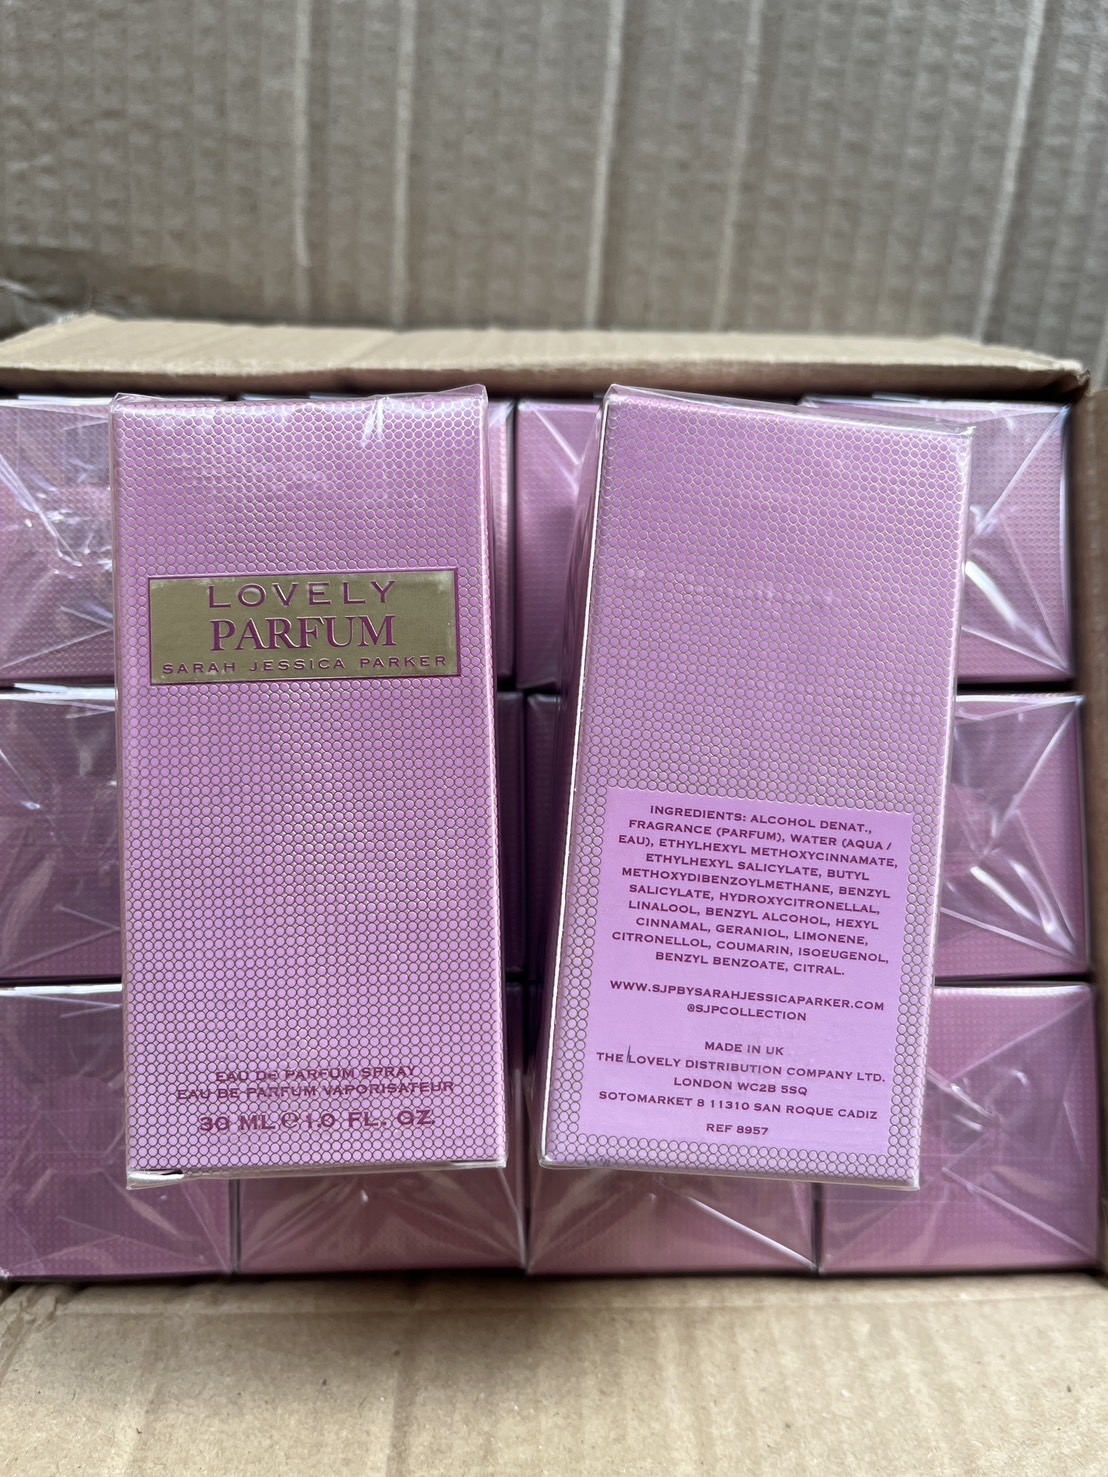 LOVELY
PARFUM
SARAH JESSICA PARKER
EAU DE PARFUM SPRAY
EAU DE PARFUM VAPORISATEUR
30 ML ℮ 1.0 FL. OZ.
INGREDIENTS: ALCOHOL DENAT.,
FRAGRANCE (PARFUM), WATER (AQUA /
EAU), ETHYLHEXYL METHOXYCINNAMATE,
ETHYLHEXYL SALICYLATE, BUTYL
METHOXYDIBENZOYLMETHANE, BENZYL
SALICYLATE, HYDROXYCITRONELLAL,
LINALOOL, BENZYL ALCOHOL, HEXYL
CINNAMAL, GERANIOL, LIMONENE,
CITRONELLOL, COUMARIN, ISOEUGENOL,
BENZYL BENZOATE, CITRAL.
WWW.SJPBYSARAHJESSICAPARKER.COM
@SJPCOLLECTION
MADE IN UK
THE LOVELY DISTRIBUTION COMPANY LTD.
LONDON WC2B 5SQ
SOTOMARKET 8 11310 SAN ROQUE CADIZ
REF 8957